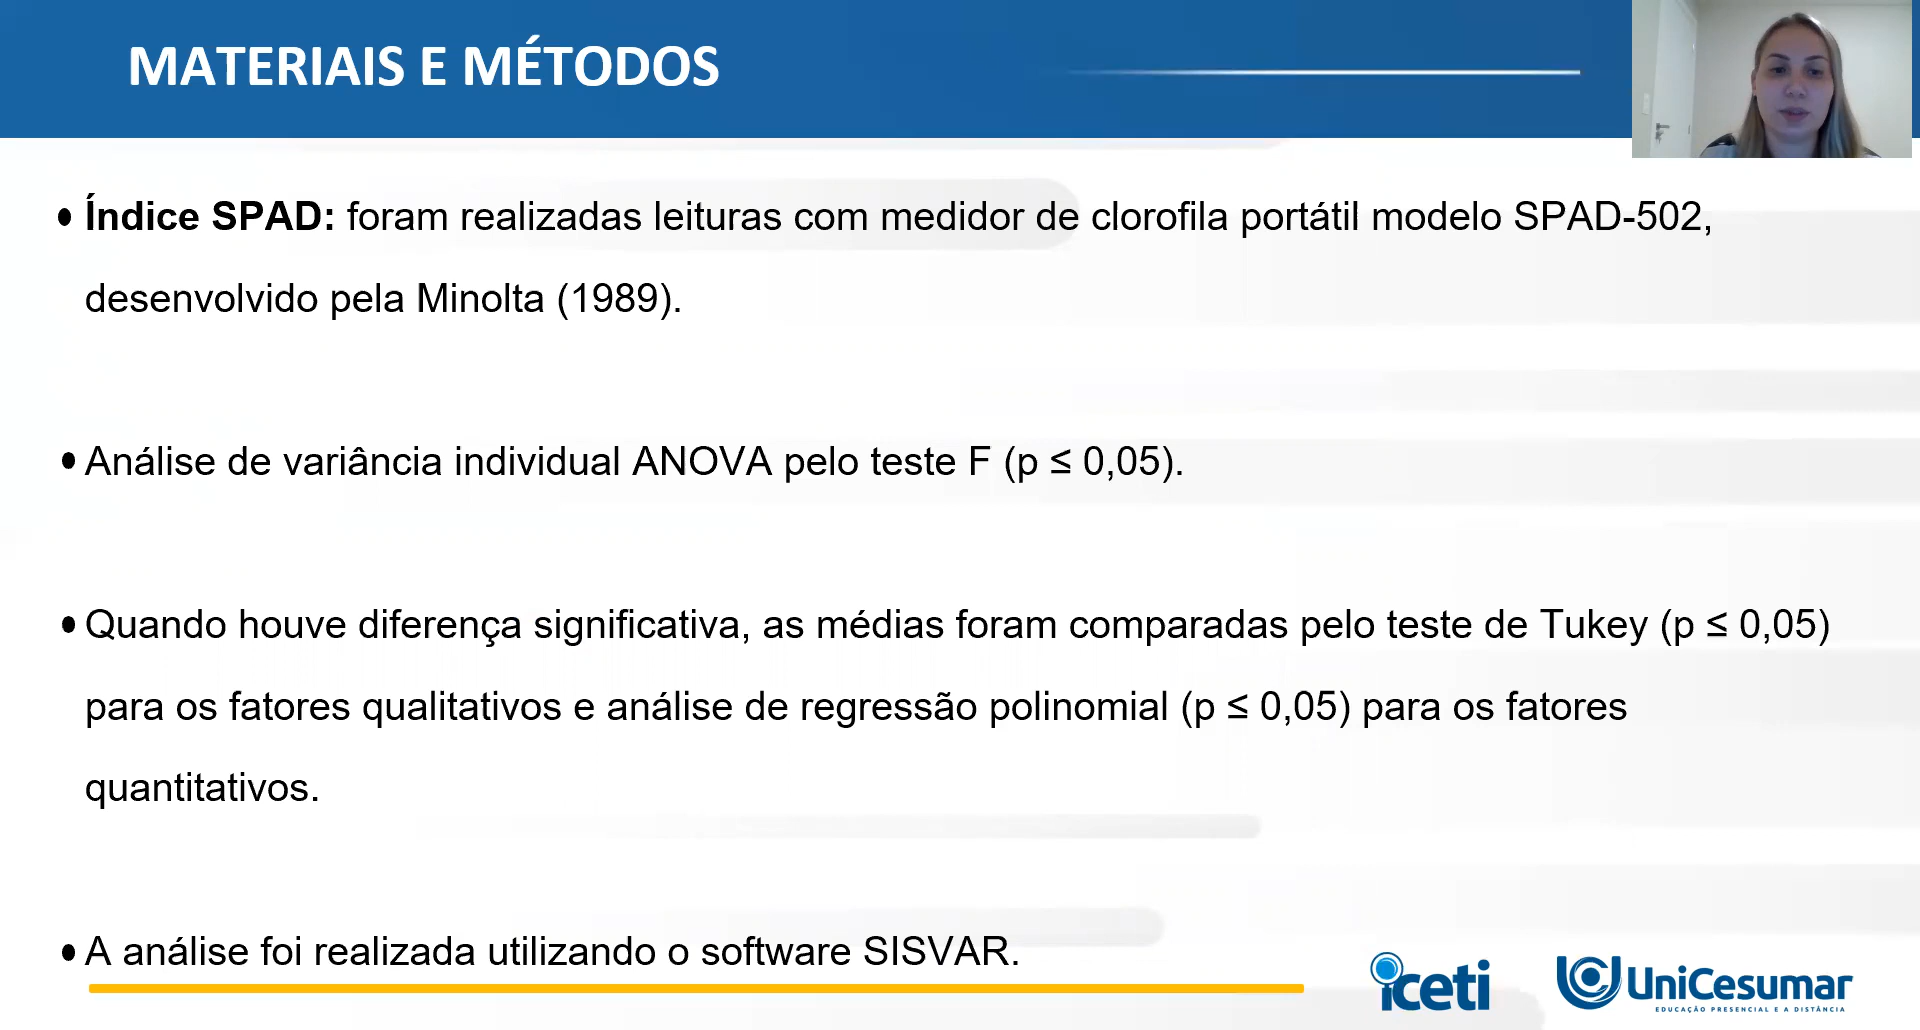 MATERIAIS E MÉTODOS
• Índice SPAD: foram realizadas leituras com medidor de clorofila portátil modelo SPAD-502,
desenvolvido pela Minolta (1989).
• Análise de variância individual ANOVA pelo teste F (p ≤ 0,05).
• Quando houve diferença significativa, as médias foram comparadas pelo teste de Tukey (p ≤ 0,05)
para os fatores qualitativos e análise de regressão polinomial (p ≤ 0,05) para os fatores
quantitativos.
• A análise foi realizada utilizando o software SISVAR.
iceti
UniCesumar
EDUCAÇÃO PRESENCIAL E A DISTÂNCIA